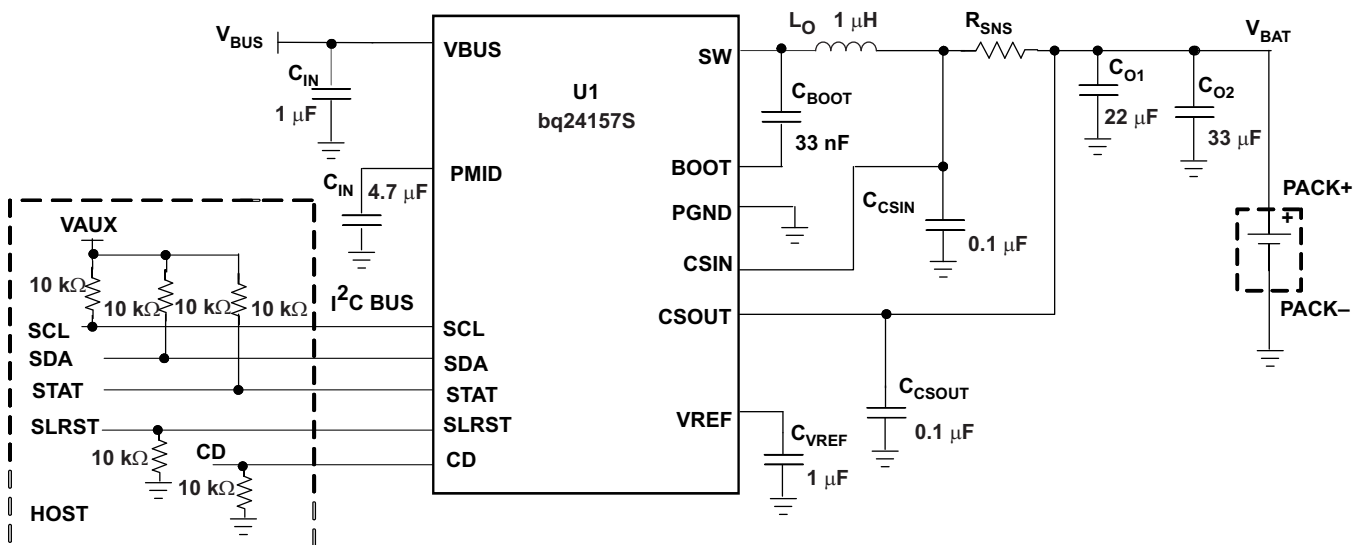 V_BUS
C_IN
1 μF
VBUS
U1
bq24157S
SW
L_O 1 μH
R_SNS
V_BAT
C_BOOT
33 nF
BOOT
C_O1
22 μF
C_O2
33 μF
C_IN
4.7 μF
PMID
PGND
C_CSIN
0.1 μF
CSIN
PACK+
+
PACK–
VAUX
10 kΩ
10 kΩ
10 kΩ
10 kΩ
I²C BUS
SCL
SCL
SDA
SDA
STAT
STAT
SLRST
SLRST
10 kΩ
CD
CD
10 kΩ
HOST
CSOUT
C_CSOUT
0.1 μF
VREF
C_VREF
1 μF